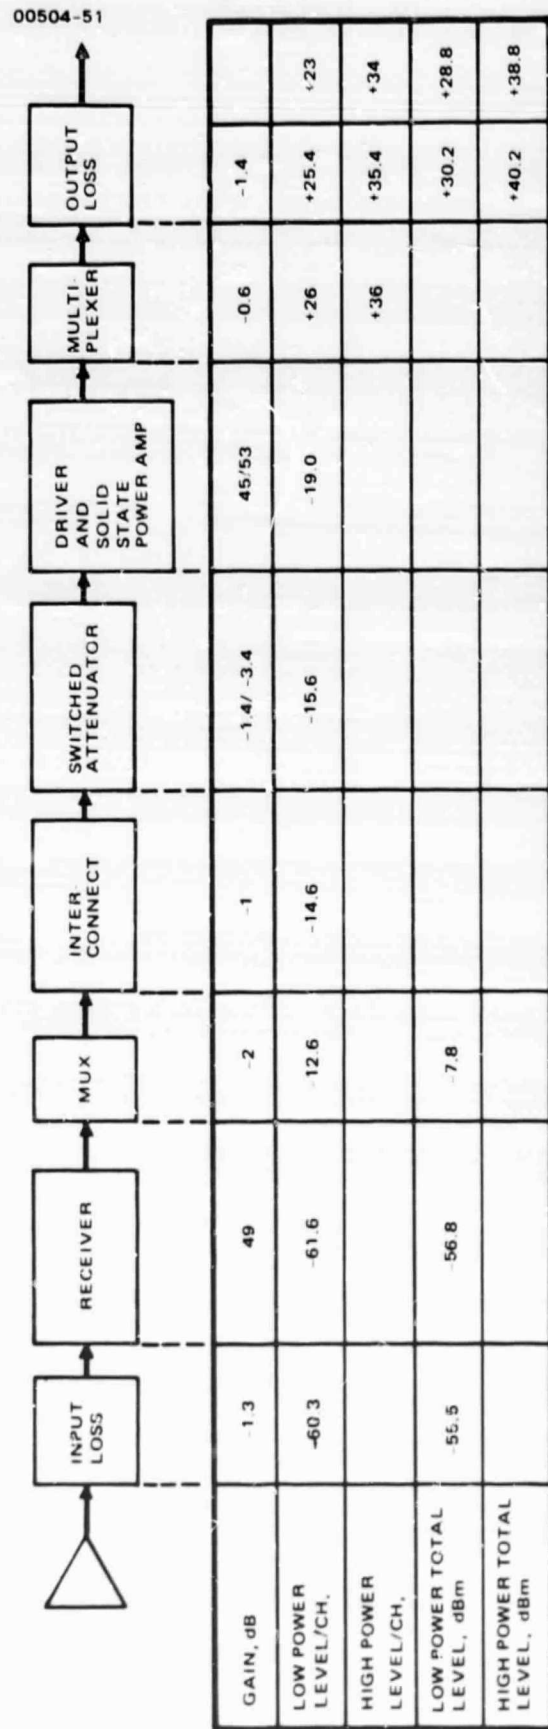 00504-51
INPUT
LOSS
RECEIVER
MUX
INTER
CONNECT
SWITCHED
ATTENUATOR
DRIVER
AND
SOLID
STATE
POWER AMP
MULTI-
PLEXER
OUTPUT
LOSS
GAIN, dB -1.3 49 -2 -1 -1.4/ -3.4 45/53 -0.6 -1.4
LOW POWER
LEVEL/CH, -60.3 -61.6 -12.6 -14.6 -15.6 -19.0 +26 +25.4 +23
HIGH POWER
LEVEL/CH, +36 +35.4 +34
LOW POWER TOTAL
LEVEL, dBm -55.5 -56.8 -7.8 +30.2 +28.8
HIGH POWER TOTAL
LEVEL, dBm +40.2 +38.8